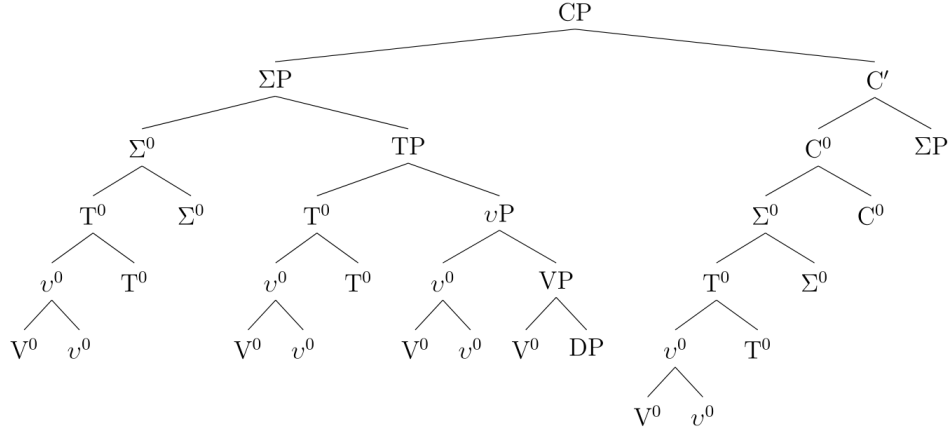 CP
ΣP C′
Σ⁰ TP C⁰ ΣP
T⁰ Σ⁰ T⁰ υP Σ⁰ C⁰
υ⁰ T⁰ υ⁰ T⁰ υ⁰ VP T⁰ Σ⁰
V⁰ υ⁰ V⁰ υ⁰ V⁰ υ⁰ V⁰ DP υ⁰ T⁰
V⁰ υ⁰